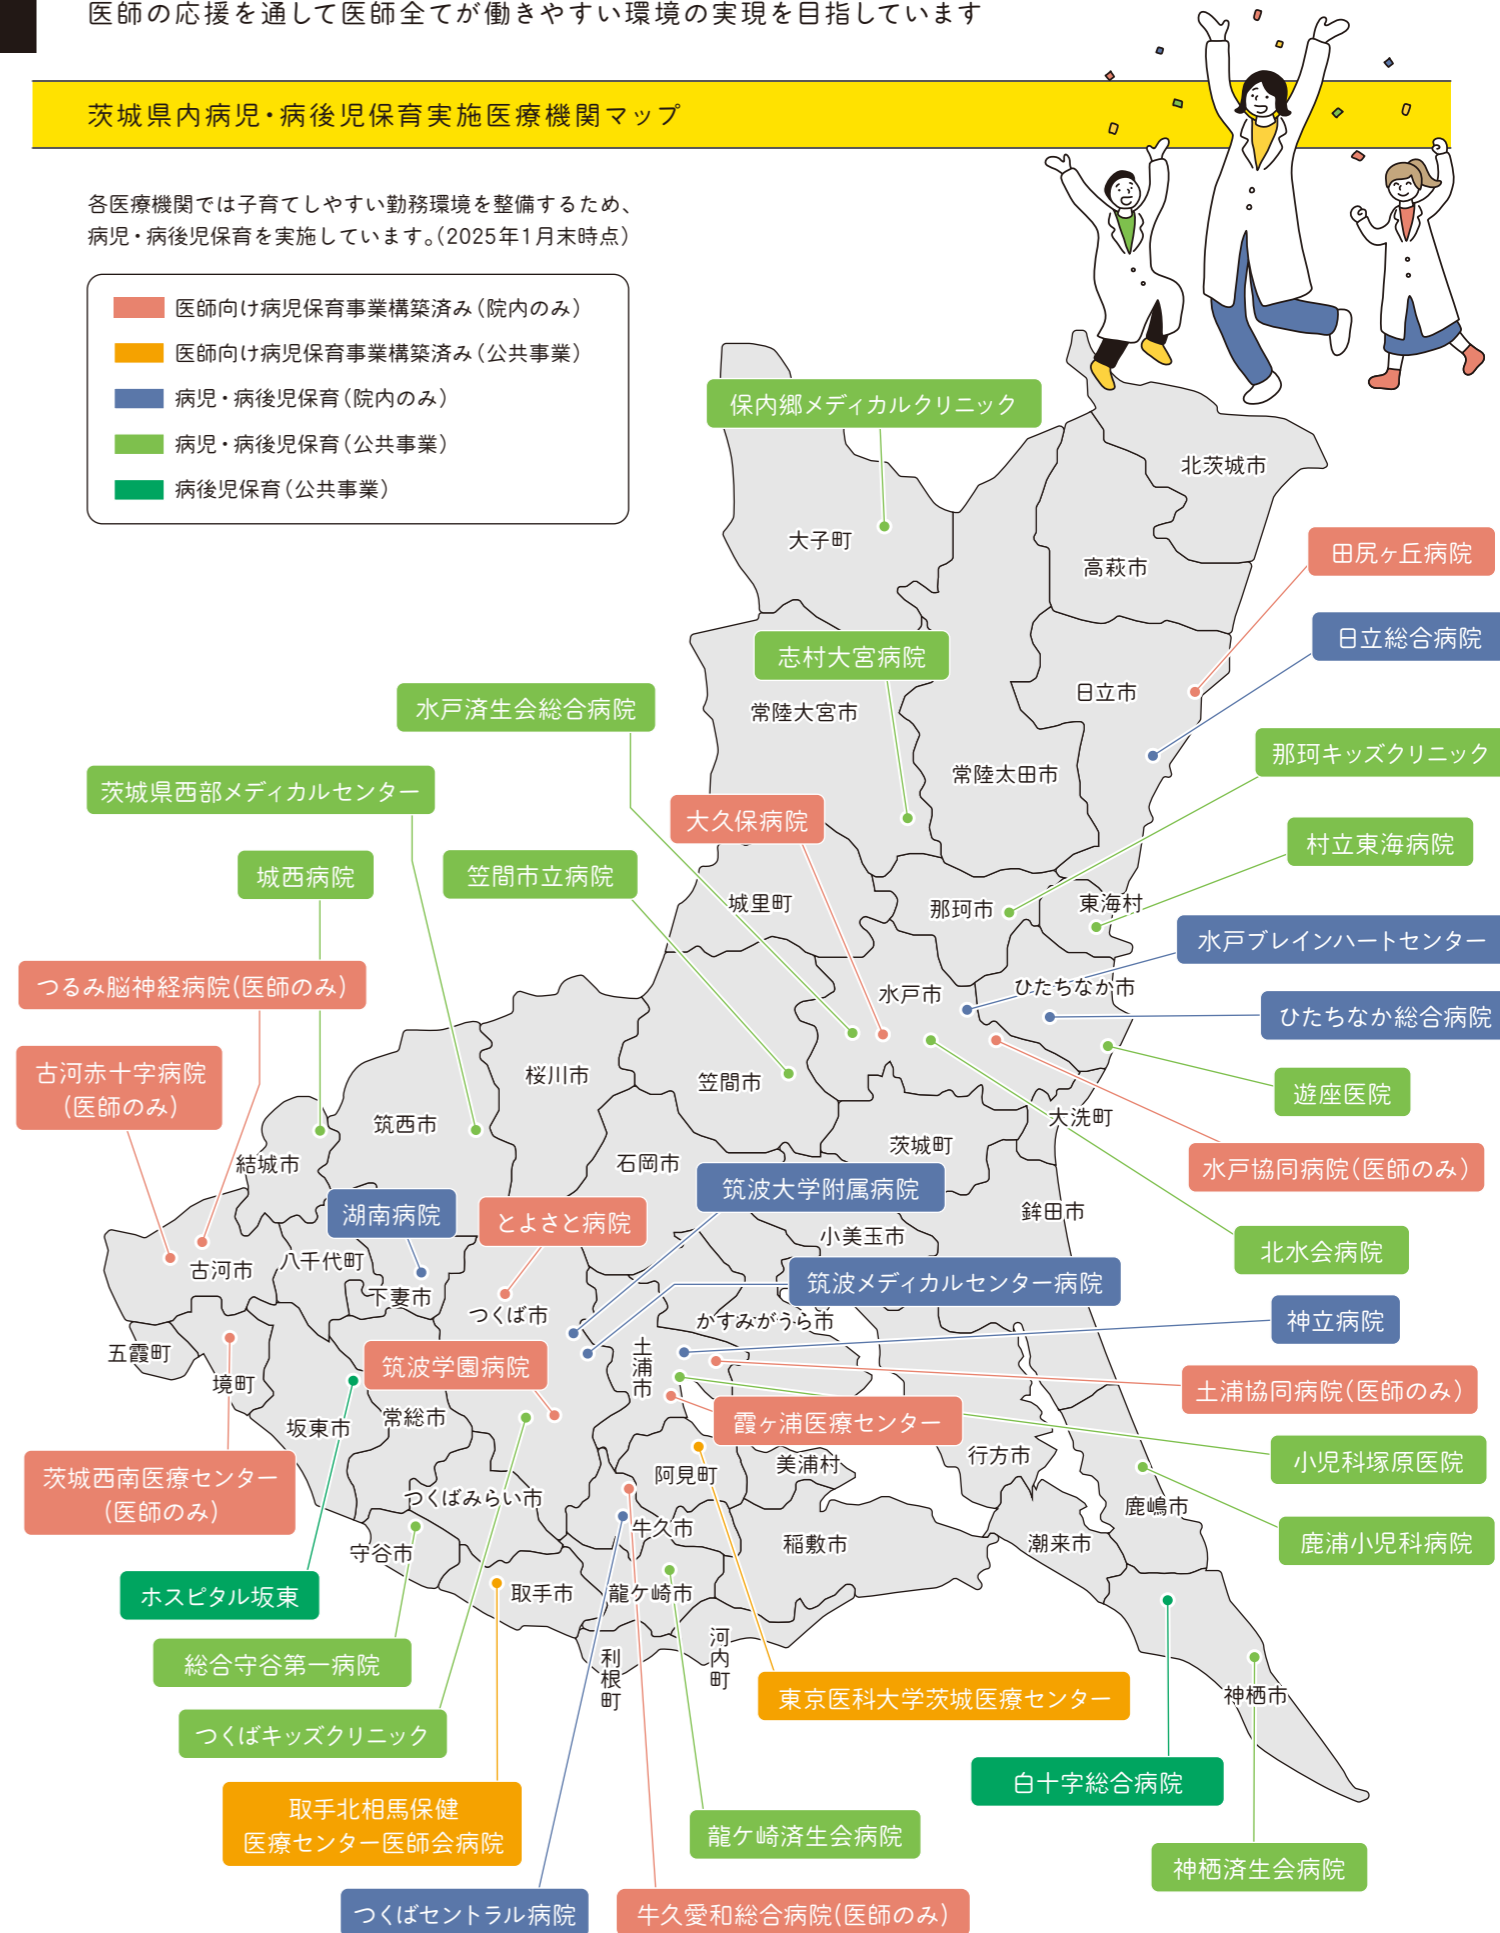 医師の応援を通して医師全てが働きやすい環境の実現を目指しています
茨城県内病児・病後児保育実施医療機関マップ
各医療機関では子育てしやすい勤務環境を整備するため、
病児・病後児保育を実施しています。（2025年1月末時点）
医師向け病児保育事業構築済み（院内のみ）
医師向け病児保育事業構築済み（公共事業）
病児・病後児保育（院内のみ）
病児・病後児保育（公共事業）
病後児保育（公共事業）
保内郷メディカルクリニック
北茨城市
大子町
高萩市
田尻ヶ丘病院
日立総合病院
志村大宮病院
日立市
水戸済生会総合病院
常陸大宮市
那珂キッズクリニック
常陸太田市
茨城県西部メディカルセンター
大久保病院
村立東海病院
城西病院
笠間市立病院
城里町
那珂市
東海村
水戸ブレインハートセンター
つるみ脳神経病院(医師のみ)
水戸市
ひたちなか市
ひたちなか総合病院
古河赤十字病院
(医師のみ)
桜川市
笠間市
遊座医院
筑西市
大洗町
茨城町
結城市
石岡市
水戸協同病院(医師のみ)
筑波大学附属病院
湖南病院
とよさと病院
鉾田市
小美玉市
北水会病院
古河市
八千代町
下妻市
筑波メディカルセンター病院
つくば市
かすみがうら市
神立病院
五霞町
土浦市
筑波学園病院
境町
土浦協同病院(医師のみ)
坂東市
常総市
霞ヶ浦医療センター
行方市
小児科塚原医院
茨城西南医療センター
(医師のみ)
阿見町
美浦村
つくばみらい市
鹿嶋市
牛久市
稲敷市
潮来市
鹿浦小児科病院
守谷市
取手市
龍ケ崎市
ホスピタル坂東
利根町
河内町
総合守谷第一病院
東京医科大学茨城医療センター
神栖市
つくばキッズクリニック
白十字総合病院
取手北相馬保健
医療センター医師会病院
龍ケ崎済生会病院
神栖済生会病院
つくばセントラル病院
牛久愛和総合病院(医師のみ)